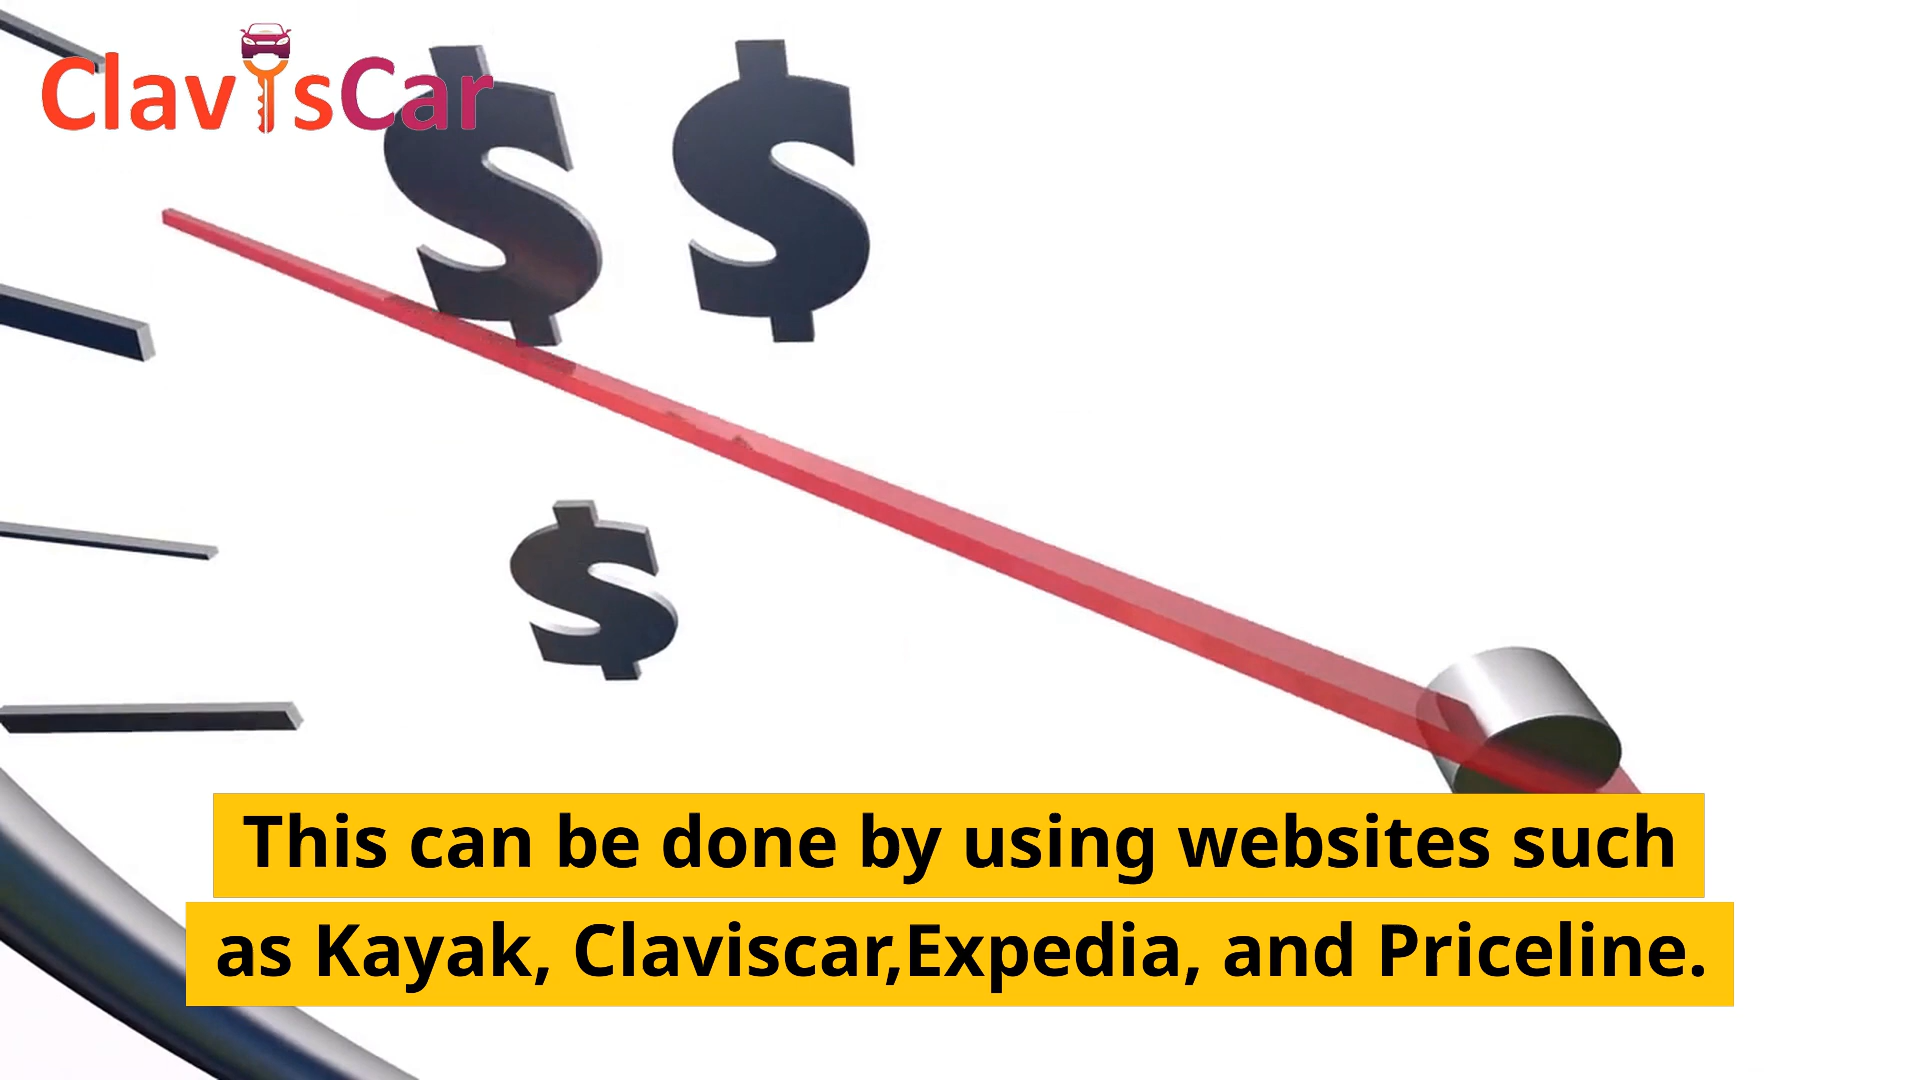 ClavisCar
$ $
$
This can be done by using websites such
as Kayak, Claviscar,Expedia, and Priceline.